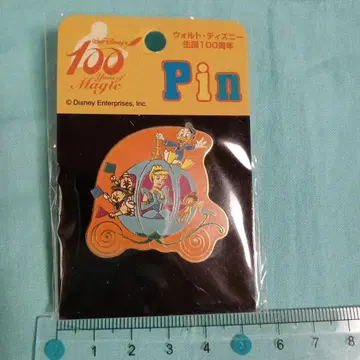 Walt Disney's
100
Years of
Magic
ウォルト・ディズニー
生誕100周年
Pin
© Disney Enterprises, Inc.
1 2 3 4 5 6 7 8